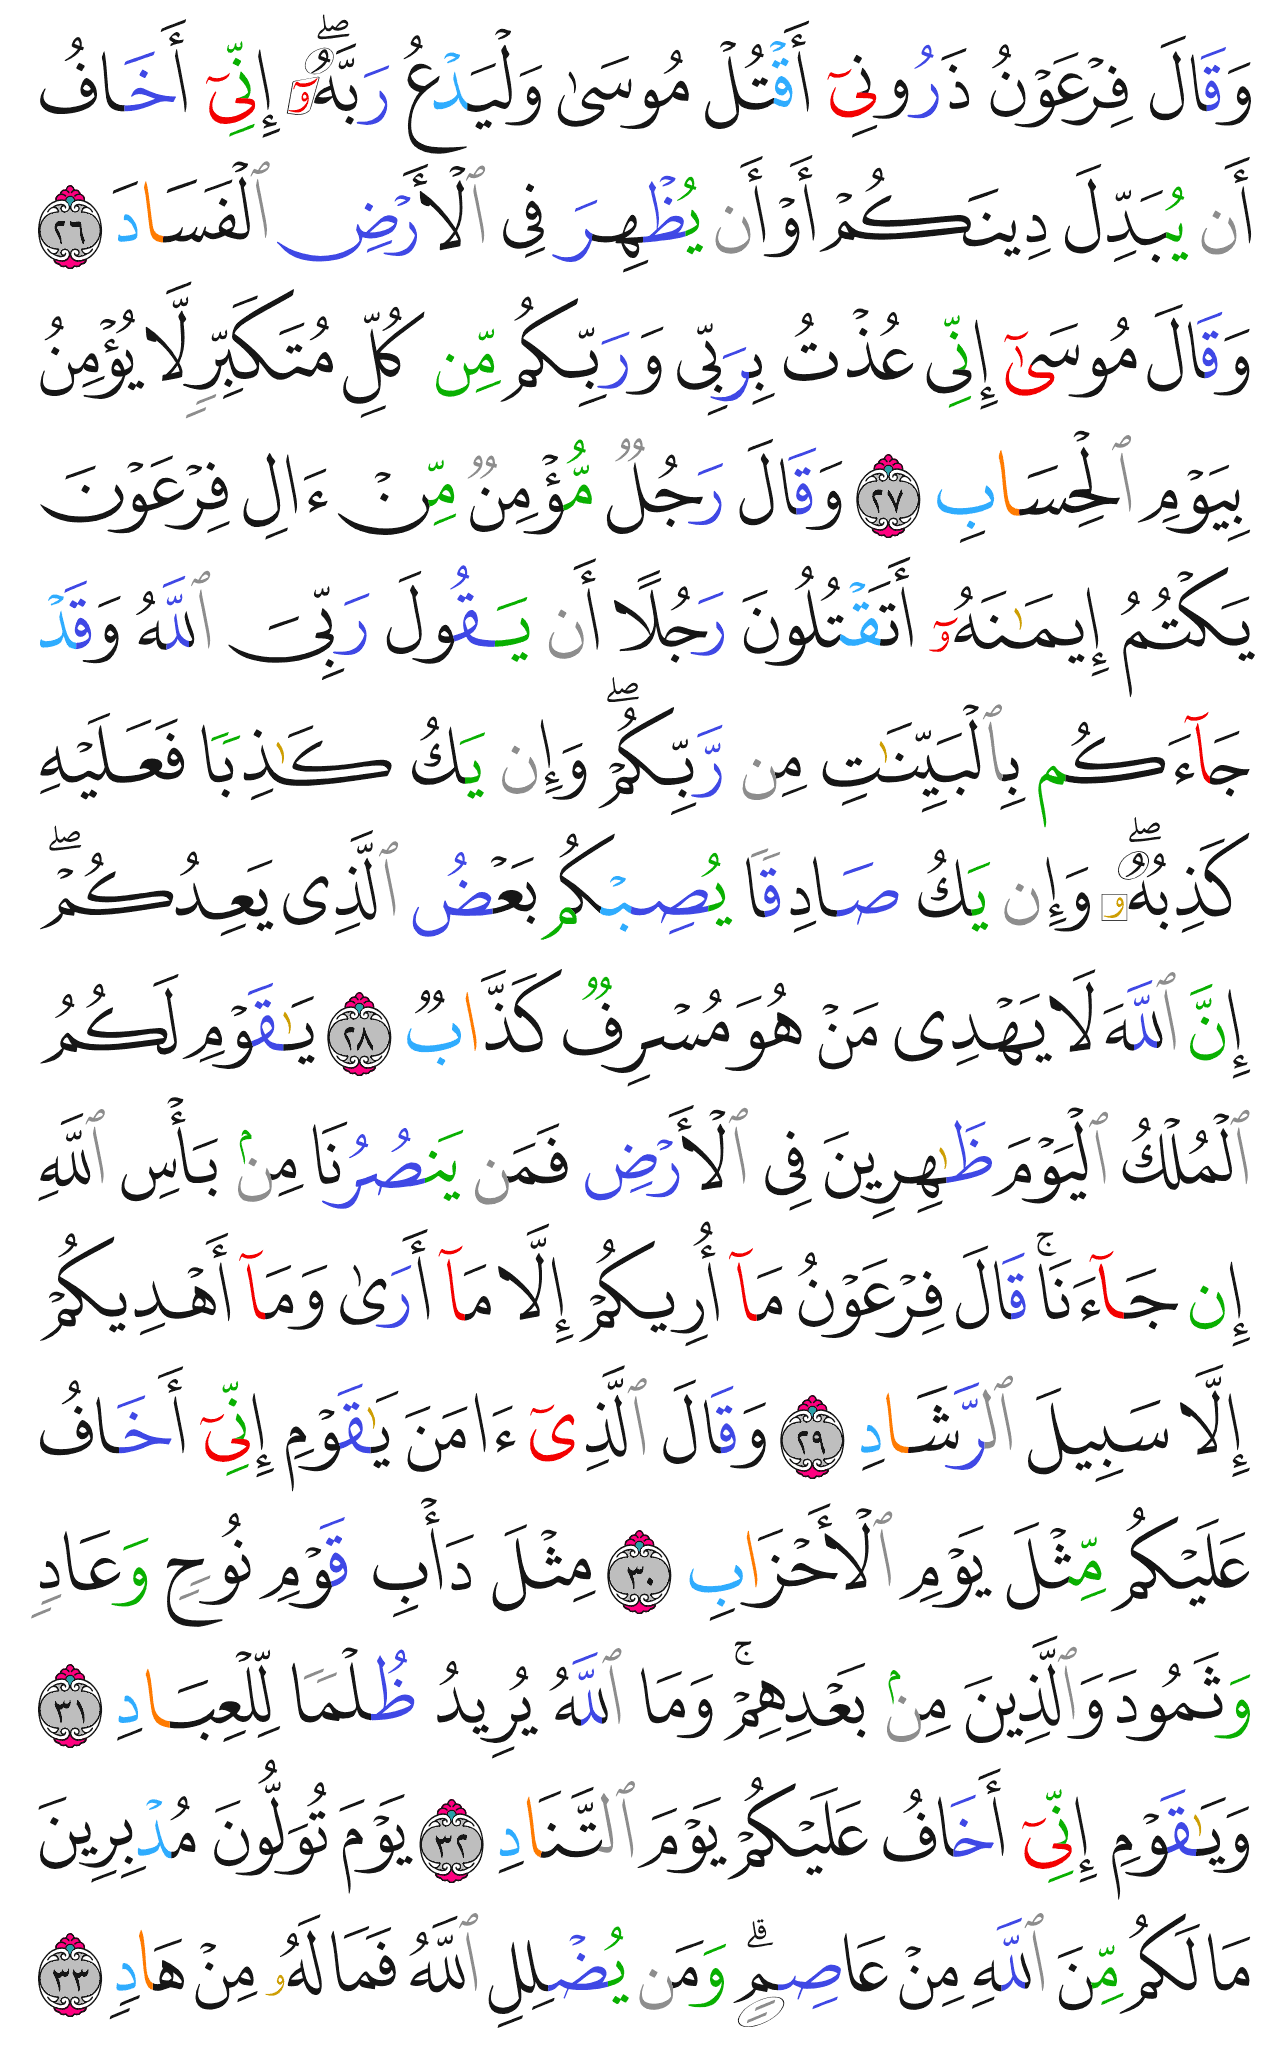 وَقَالَ فِرْعَوْنُ ذَرُونِىٓ أَقْتُلْ مُوسَىٰ وَلْيَدْعُ رَبَّهُۥٓ ۖ إِنِّىٓ أَخَافُ
أَن يُبَدِّلَ دِينَكُمْ أَوْ أَن يُظْهِرَ فِى ٱلْأَرْضِ ٱلْفَسَادَ ٢٦
وَقَالَ مُوسَىٰٓ إِنِّى عُذْتُ بِرَبِّى وَرَبِّكُم مِّن كُلِّ مُتَكَبِّرٍ لَّا يُؤْمِنُ
بِيَوْمِ ٱلْحِسَابِ ٢٧ وَقَالَ رَجُلٌ مُّؤْمِنٌ مِّنْ ءَالِ فِرْعَوْنَ
يَكْتُمُ إِيمَـٰنَهُۥٓ أَتَقْتُلُونَ رَجُلًا أَن يَقُولَ رَبِّىَ ٱللَّهُ وَقَدْ
جَآءَكُم بِٱلْبَيِّنَـٰتِ مِن رَّبِّكُمْ ۖ وَإِن يَكُ كَـٰذِبًا فَعَلَيْهِ
كَذِبُهُۥ ۖ وَإِن يَكُ صَادِقًا يُصِبْكُم بَعْضُ ٱلَّذِى يَعِدُكُمْ ۖ
إِنَّ ٱللَّهَ لَا يَهْدِى مَنْ هُوَ مُسْرِفٌ كَذَّابٌ ٢٨ يَـٰقَوْمِ لَكُمُ
ٱلْمُلْكُ ٱلْيَوْمَ ظَـٰهِرِينَ فِى ٱلْأَرْضِ فَمَن يَنصُرُنَا مِنۢ بَأْسِ ٱللَّهِ
إِن جَآءَنَا ۚ قَالَ فِرْعَوْنُ مَآ أُرِيكُمْ إِلَّا مَآ أَرَىٰ وَمَآ أَهْدِيكُمْ
إِلَّا سَبِيلَ ٱلرَّشَادِ ٢٩ وَقَالَ ٱلَّذِىٓ ءَامَنَ يَـٰقَوْمِ إِنِّىٓ أَخَافُ
عَلَيْكُم مِّثْلَ يَوْمِ ٱلْأَحْزَابِ ٣٠ مِثْلَ دَأْبِ قَوْمِ نُوحٍ وَعَادٍ
وَثَمُودَ وَٱلَّذِينَ مِنۢ بَعْدِهِمْ ۚ وَمَا ٱللَّهُ يُرِيدُ ظُلْمًا لِّلْعِبَادِ ٣١
وَيَـٰقَوْمِ إِنِّىٓ أَخَافُ عَلَيْكُمْ يَوْمَ ٱلتَّنَادِ ٣٢ يَوْمَ تُوَلُّونَ مُدْبِرِينَ
مَا لَكُم مِّنَ ٱللَّهِ مِنْ عَاصِمٍ ۗ وَمَن يُضْلِلِ ٱللَّهُ فَمَا لَهُۥ مِنْ هَادٍ ٣٣